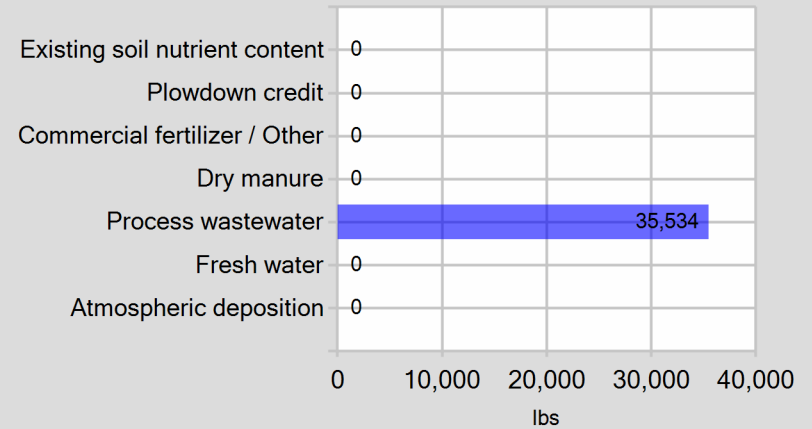 Existing soil nutrient content 0
Plowdown credit 0
Commercial fertilizer / Other 0
Dry manure 0
Process wastewater 35,534
Fresh water 0
Atmospheric deposition 0
0 10,000 20,000 30,000 40,000
lbs